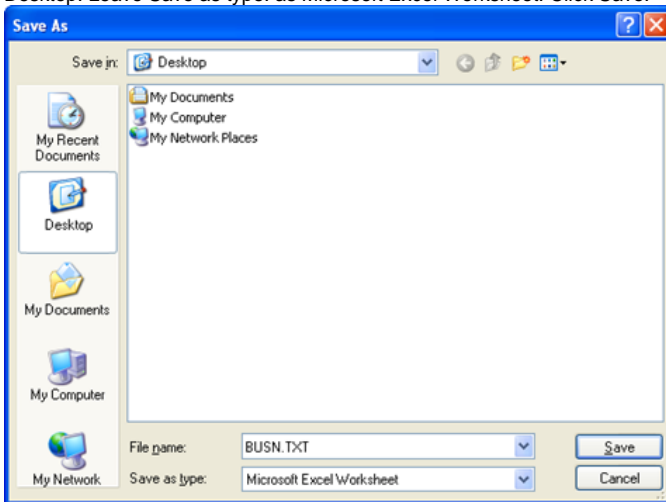 Desktop. Leave Save as type: as Microsoft Excel Worksheet. Click Save.
Save As
Save in:
Desktop
My Recent
Documents
Desktop
My Documents
My Computer
My Network
My Documents
My Computer
My Network Places
File name:
BUSN.TXT
Save
Save as type:
Microsoft Excel Worksheet
Cancel